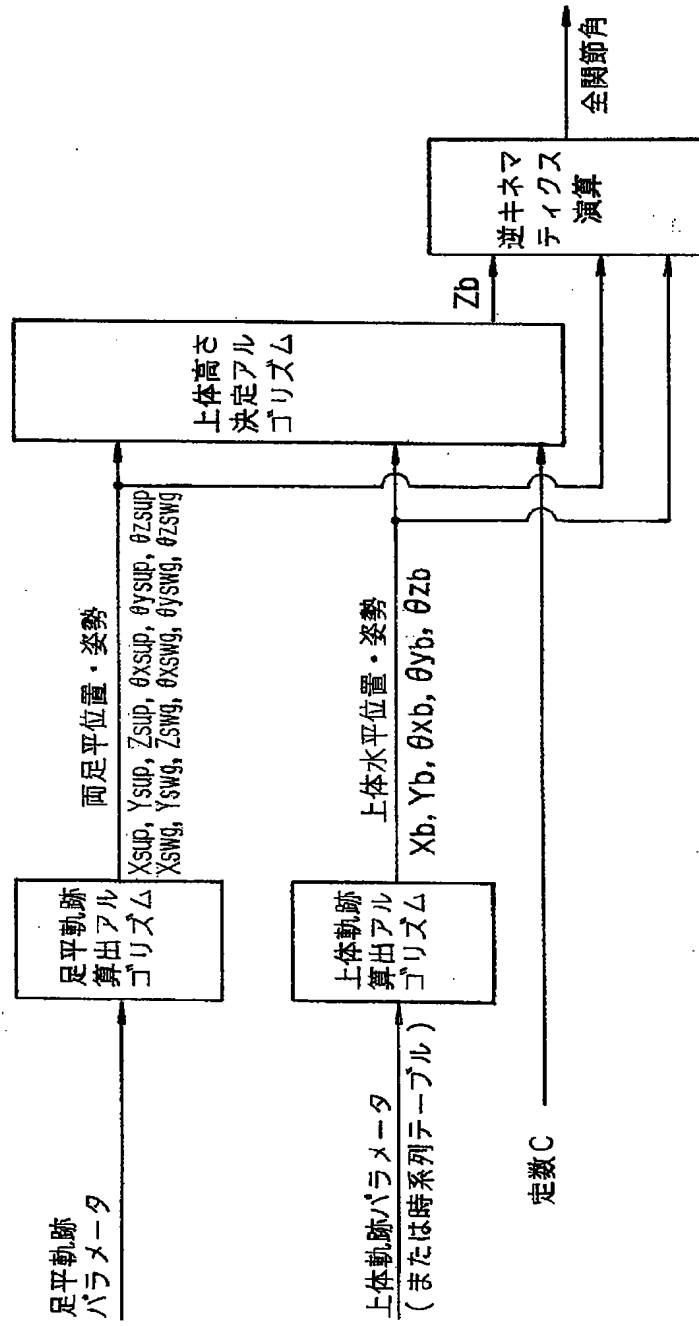 足平軌跡
パラメータ
足平軌跡
算出アル
ゴリズム
両足平位置・姿勢
Xsup, Ysup, Zsup, θxsup, θysup, θzsup
Xswg, Yswg, Zswg, θxswg, θyswg, θzswg
上体軌跡パラメータ
(または時系列テーブル)
上体軌跡
算出アル
ゴリズム
上体水平位置・姿勢
Xb, Yb, θxb, θyb, θzb
定数C
上体高さ
決定アル
ゴリズム
Zb
逆キネマ
ティクス
演算
全関節角